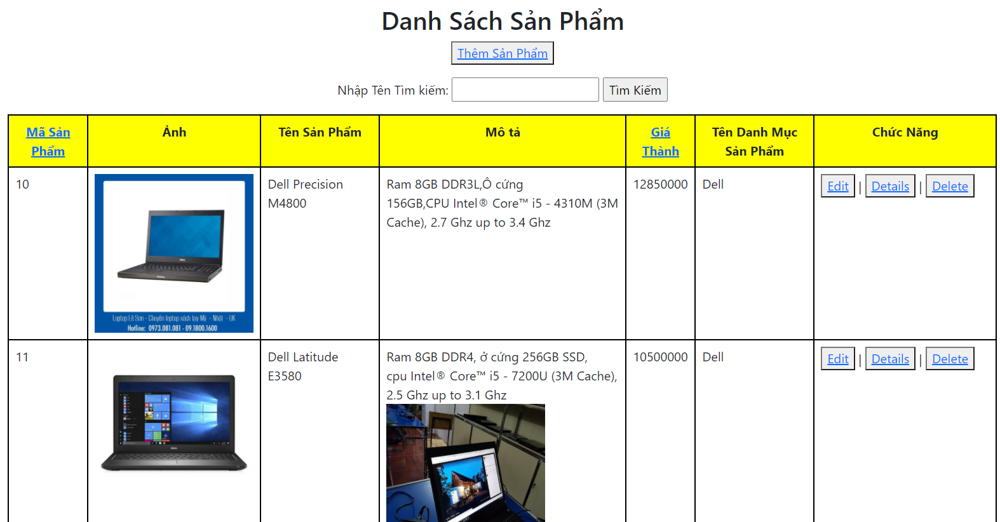 Danh Sách Sản Phẩm
Thêm Sản Phẩm
Nhập Tên Tìm kiếm: Tìm Kiếm
Mã Sản
Phẩm
Ảnh
Tên Sản Phẩm
Mô tả
Giá
Thành
Tên Danh Mục
Sản Phẩm
Chức Năng
10
DELL
Laptop Lê Sơn - Chuyên laptop xách tay Mỹ - Nhật - UK
Hotline: 0973.081.081 - 09.1800.1600
Dell Precision
M4800
Ram 8GB DDR3L,Ô cứng
156GB,CPU Intel® Core™ i5 - 4310M (3M
Cache), 2.7 Ghz up to 3.4 Ghz
12850000
Dell
Edit | Details | Delete
11
DELL
Dell Latitude
E3580
Ram 8GB DDR4, ở cứng 256GB SSD,
cpu Intel® Core™ i5 - 7200U (3M Cache),
2.5 Ghz up to 3.1 Ghz
10500000
Dell
Edit | Details | Delete